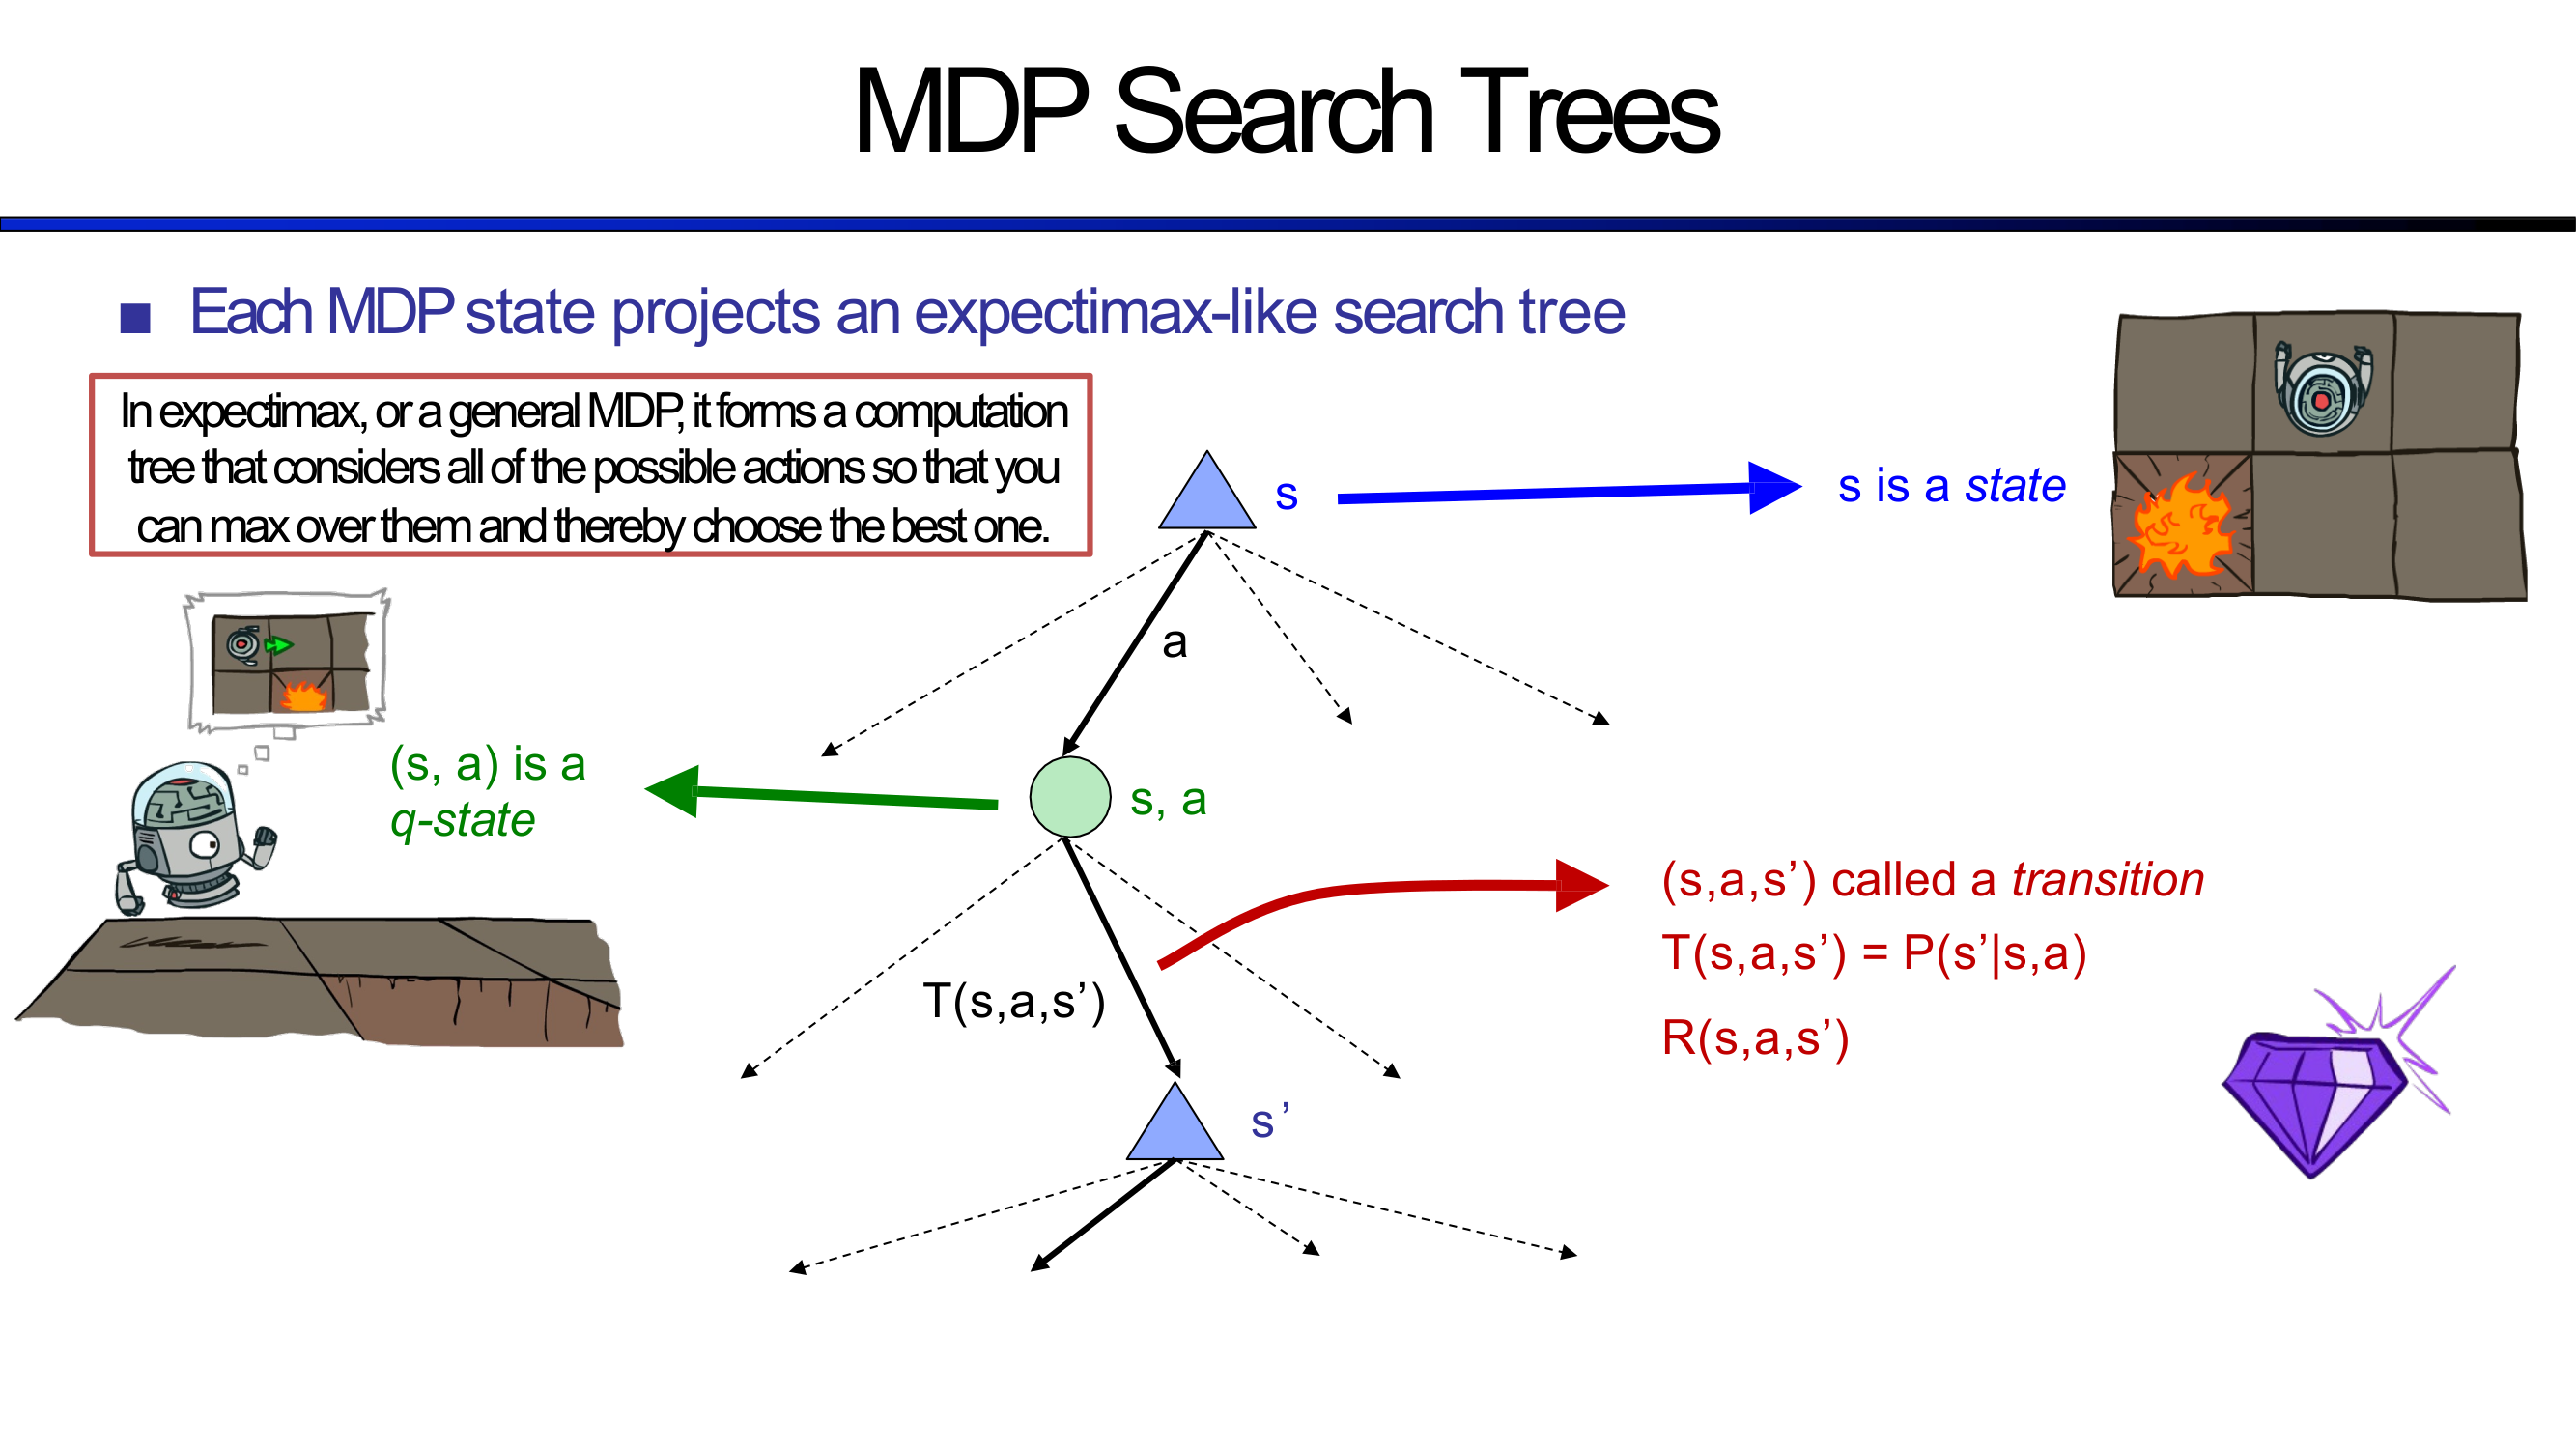 MDP Search Trees
■ Each MDP state projects an expectimax-like search tree
In expectimax, or a general MDP, it forms a computation
tree that considers all of the possible actions so that you
can max over them and thereby choose the best one.
s
s is a state
a
(s, a) is a
q-state
s, a
(s,a,s’) called a transition
T(s,a,s’) = P(s’|s,a)
T(s,a,s’)
R(s,a,s’)
s’